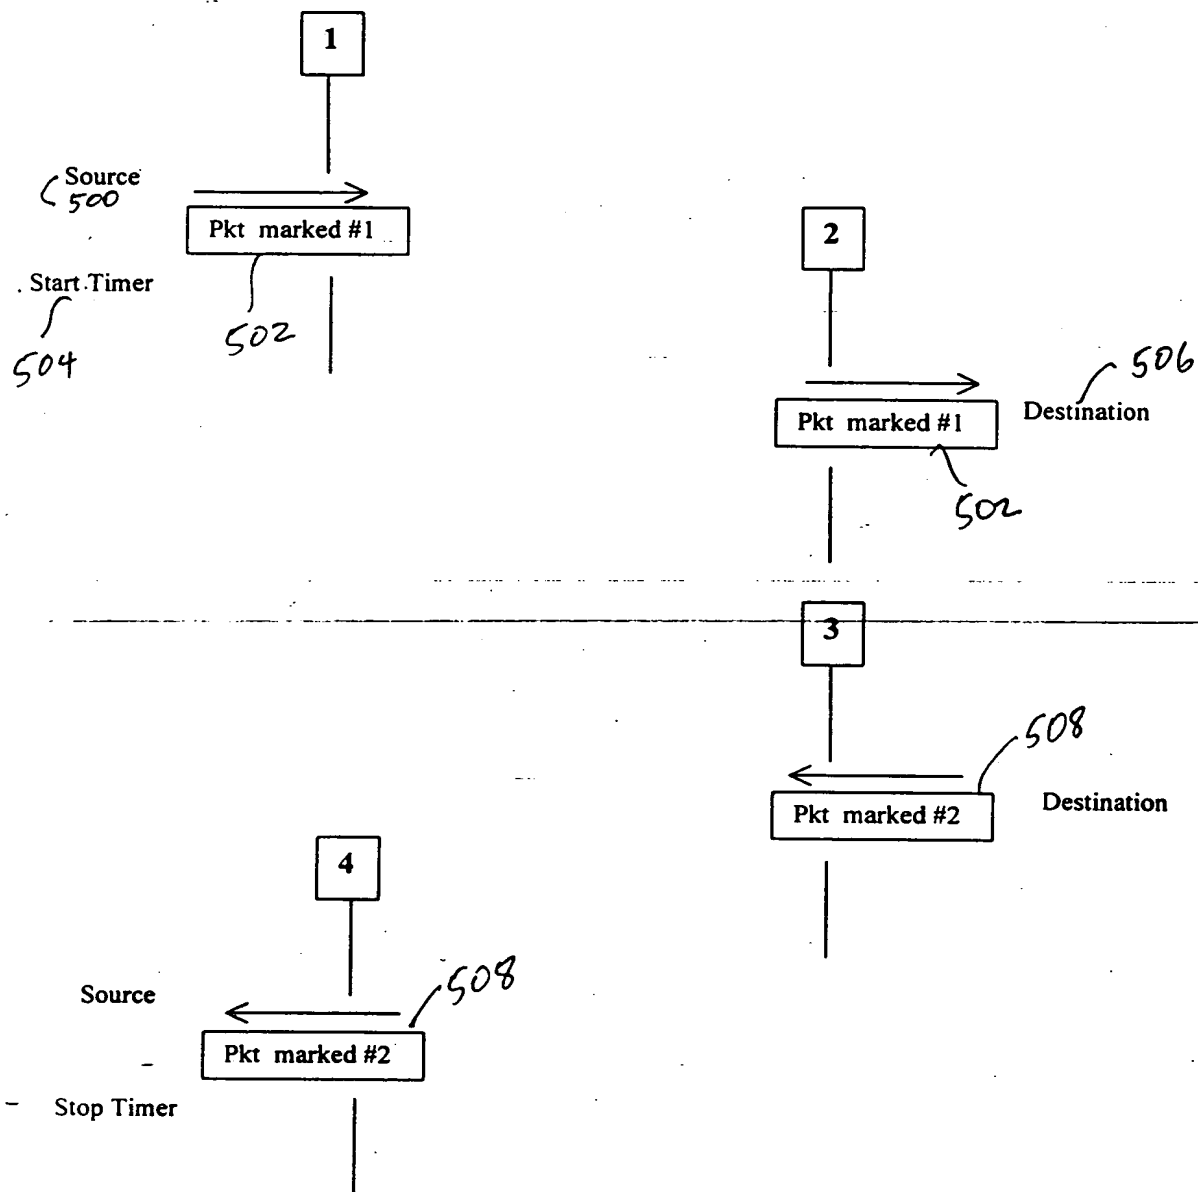 1
Source
500
Pkt marked #1
Start Timer
504
502
2
506
Pkt marked #1
Destination
502
3
508
Pkt marked #2
Destination
4
508
Source
Pkt marked #2
Stop Timer